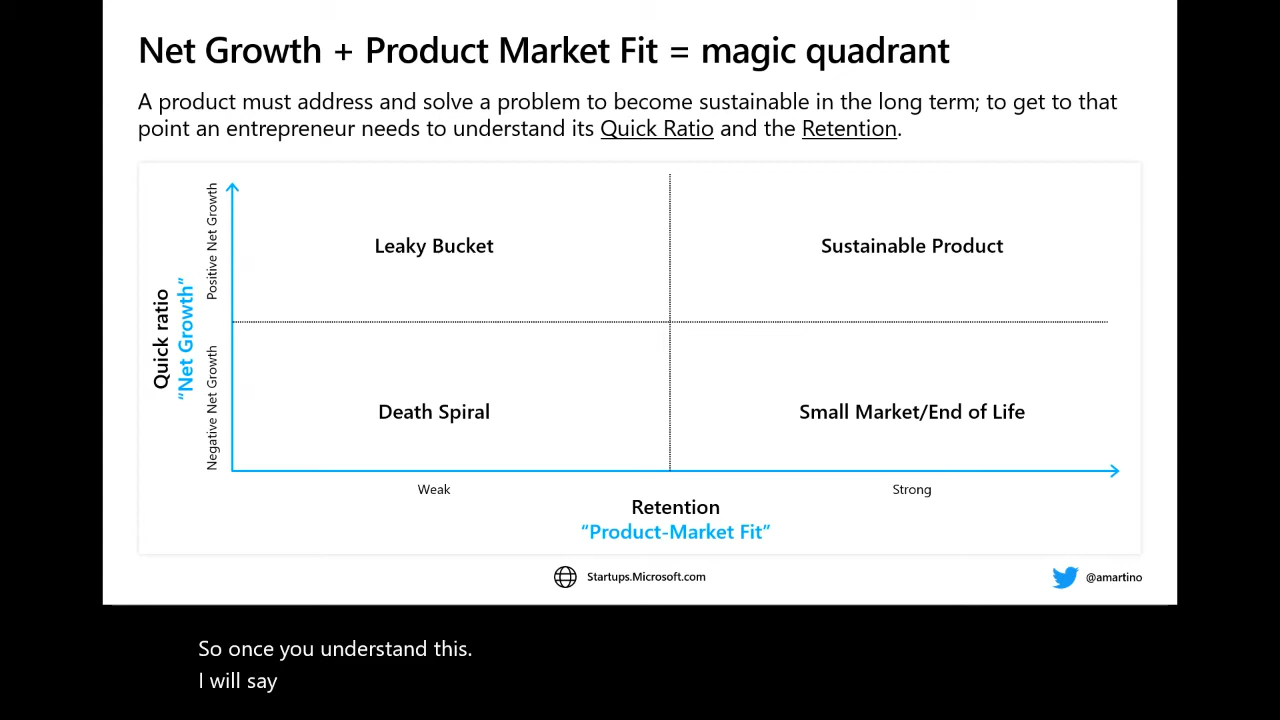 Net Growth + Product Market Fit = magic quadrant
A product must address and solve a problem to become sustainable in the long term; to get to that
point an entrepreneur needs to understand its Quick Ratio and the Retention.
Quick ratio
“Net Growth”
Positive Net Growth
Negative Net Growth
Leaky Bucket
Sustainable Product
Death Spiral
Small Market/End of Life
Weak
Strong
Retention
“Product-Market Fit”
Startups.Microsoft.com
@amartino
So once you understand this.
I will say